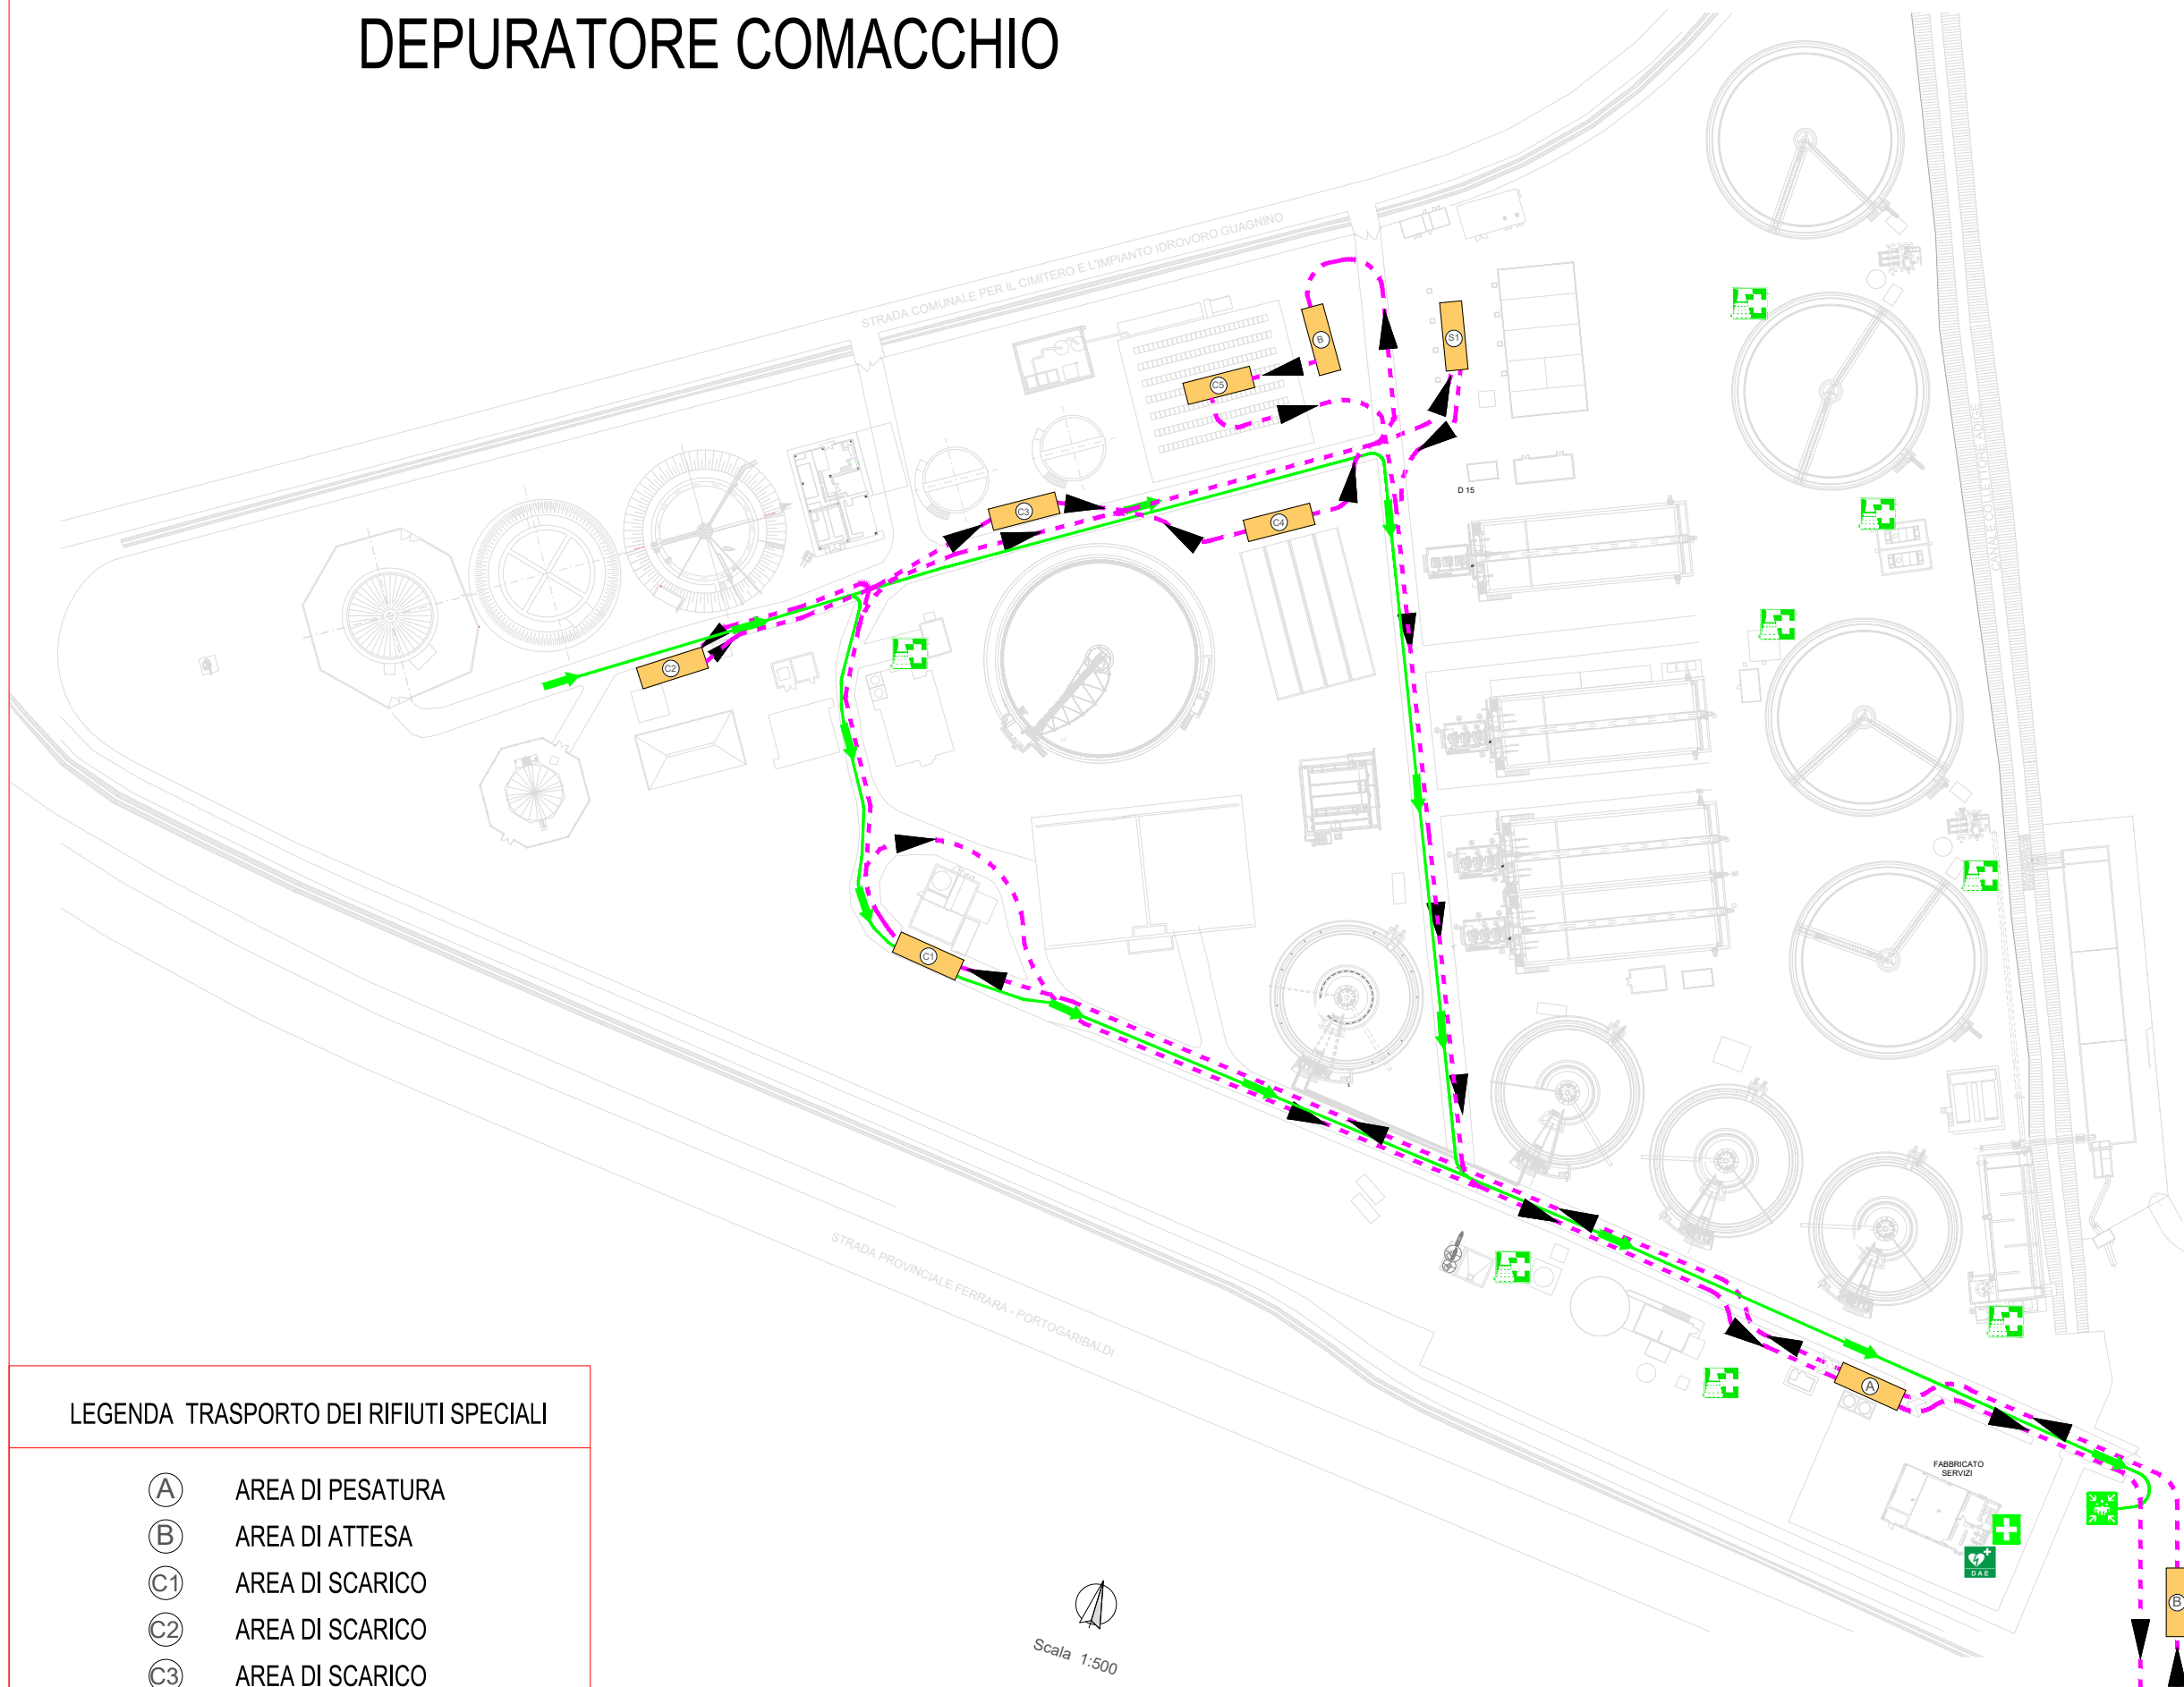 DEPURATORE COMACCHIO
STRADA COMUNALE PER IL CIMITERO E L'IMPIANTO IDROVORO GUAGNINO
CANALE COLLETTORE ADIGE
B
S1
C5
C3
C4
D 15
C2
C1
STRADA PROVINCIALE FERRARA - PORTOGARIBALDI
A
FABBRICATO
SERVIZI
DAE
B
LEGENDA TRASPORTO DEI RIFIUTI SPECIALI
A AREA DI PESATURA
B AREA DI ATTESA
C1 AREA DI SCARICO
C2 AREA DI SCARICO
C3 AREA DI SCARICO
Scala 1:500